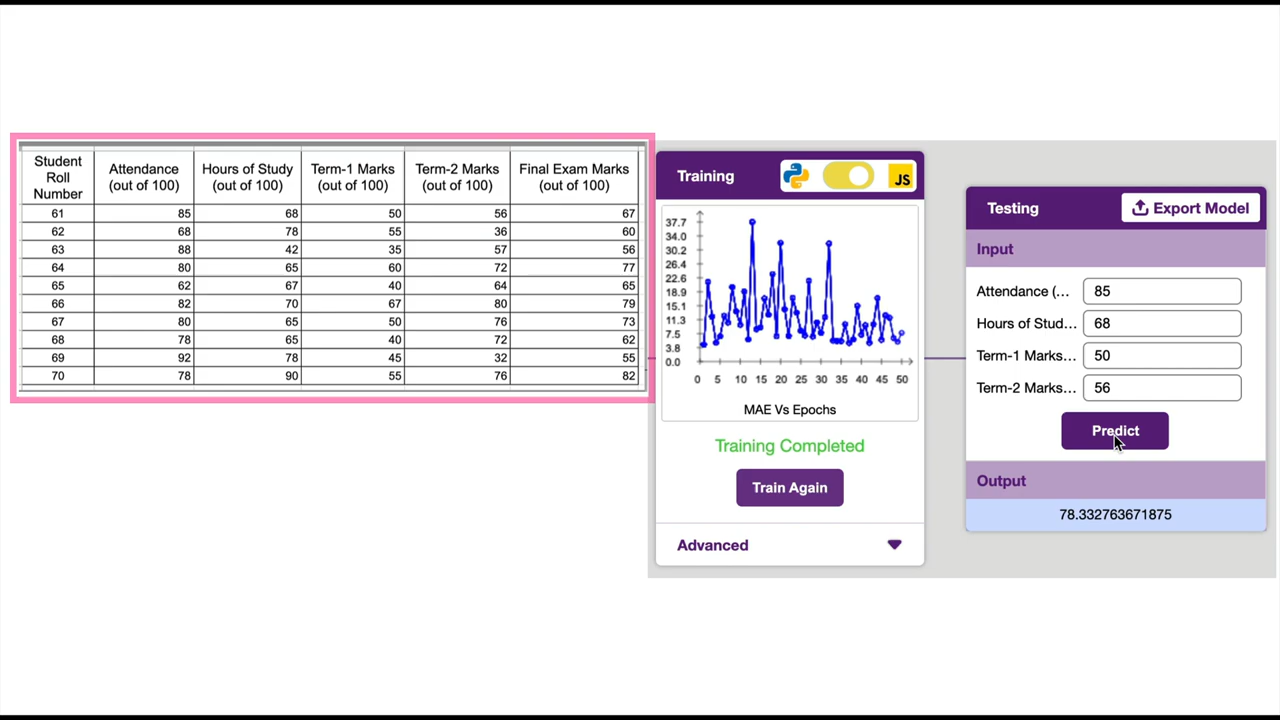 Student Roll Number Attendance (out of 100) Hours of Study (out of 100) Term-1 Marks (out of 100) Term-2 Marks (out of 100) Final Exam Marks (out of 100)
61 85 68 50 56 67
62 68 78 55 36 60
63 88 42 35 57 56
64 80 65 60 72 77
65 62 67 40 64 65
66 82 70 67 80 79
67 80 65 50 76 73
68 78 65 40 72 62
69 92 78 45 32 55
70 78 90 55 76 82
Training
JS
37.7
34.0
30.2
26.4
22.6
18.9
15.1
11.3
7.5
3.8
0.0
0 5 10 15 20 25 30 35 40 45 50
MAE Vs Epochs
Training Completed
Train Again
Advanced
Testing
Export Model
Input
Attendance (... 85
Hours of Stud... 68
Term-1 Marks... 50
Term-2 Marks... 56
Predict
Output
78.332763671875